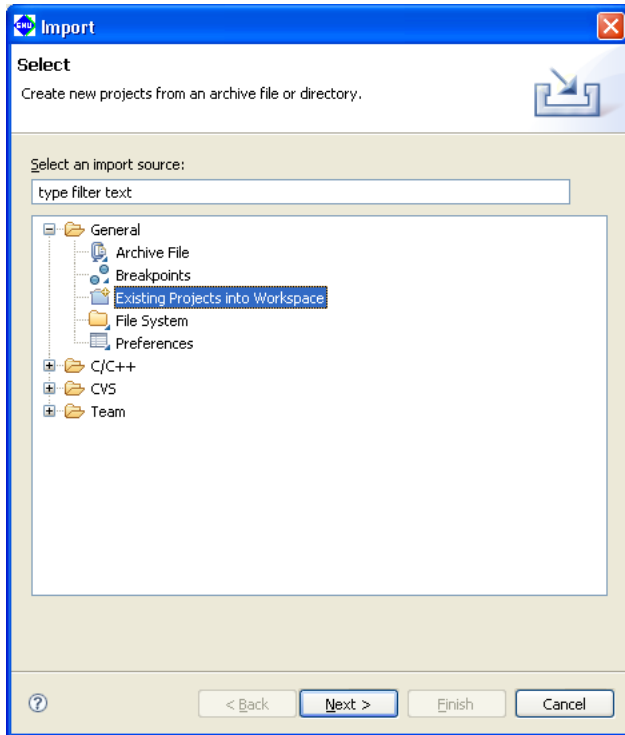 Import
Select
Create new projects from an archive file or directory.
Select an import source:
type filter text
General
Archive File
Breakpoints
Existing Projects into Workspace
File System
Preferences
C/C++
CVS
Team
? < Back Next > Finish Cancel